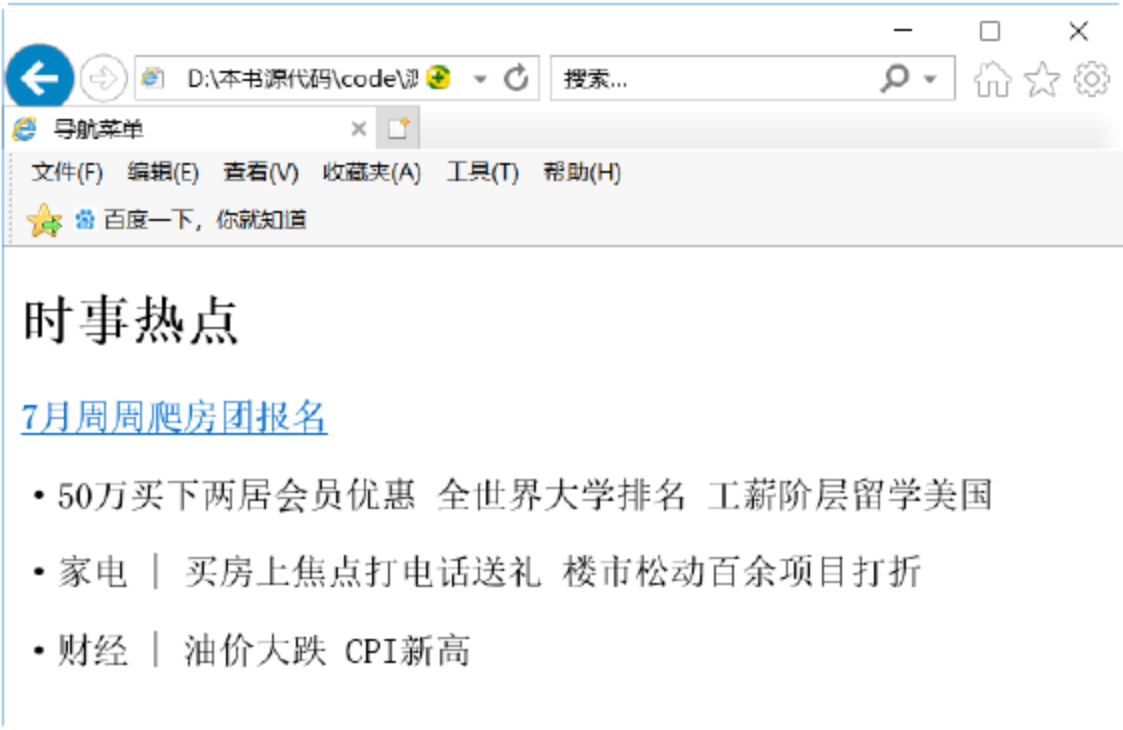 D:\本书源代码\code\
搜索...
导航菜单
文件(F) 编辑(E) 查看(V) 收藏夹(A) 工具(T) 帮助(H)
百度一下，你就知道
时事热点
7月周周爬房团报名
•50万买下两居会员优惠 全世界大学排名 工薪阶层留学美国
•家电 | 买房上焦点打电话送礼 楼市松动百余项目打折
•财经 | 油价大跌 CPI新高